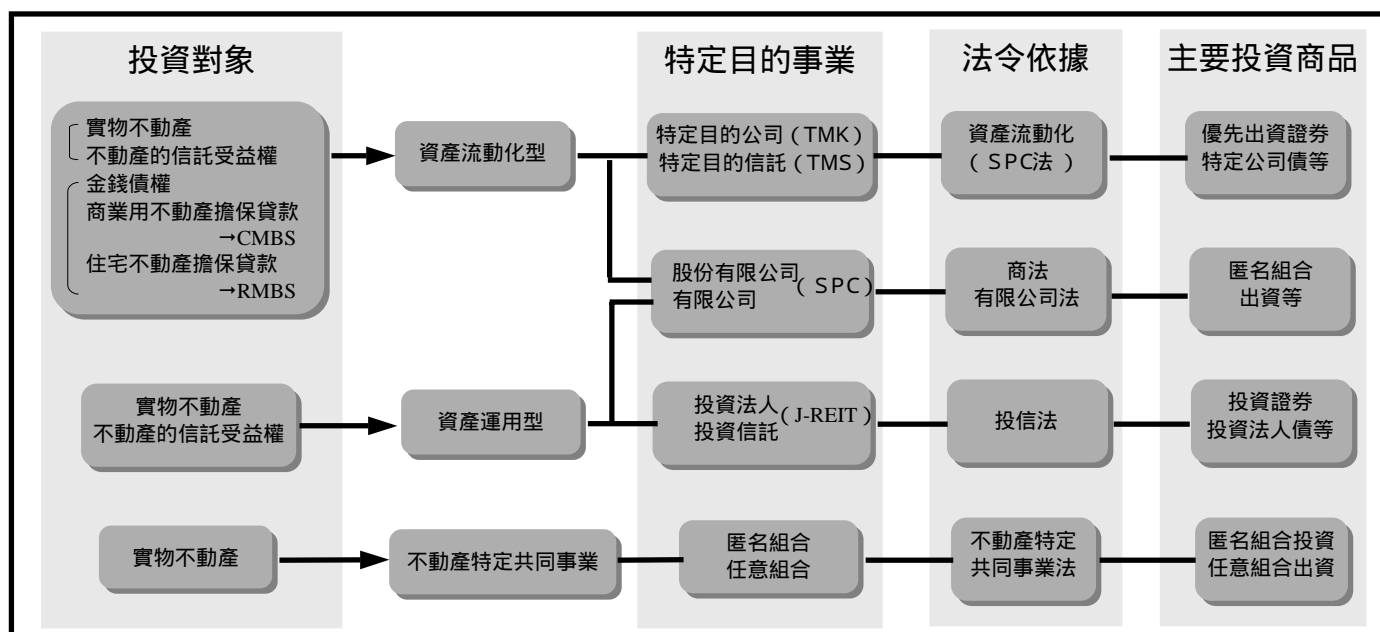 投資對象
特定目的事業
法令依據
主要投資商品
實物不動產
不動產的信託受益權
金錢債權
商業用不動產擔保貸款
→CMBS
住宅不動產擔保貸款
→RMBS
資產流動化型
特定目的公司(TMK)
特定目的信託(TMS)
資產流動化
(SPC法)
優先出資證券
特定公司債等
股份有限公司
有限公司
(SPC)
商法
有限公司法
匿名組合
出資等
實物不動產
不動產的信託受益權
資產運用型
投資法人
投資信託
(J-REIT)
投信法
投資證券
投資法人債等
實物不動產
不動產特定共同事業
匿名組合
任意組合
不動產特定
共同事業法
匿名組合投資
任意組合出資